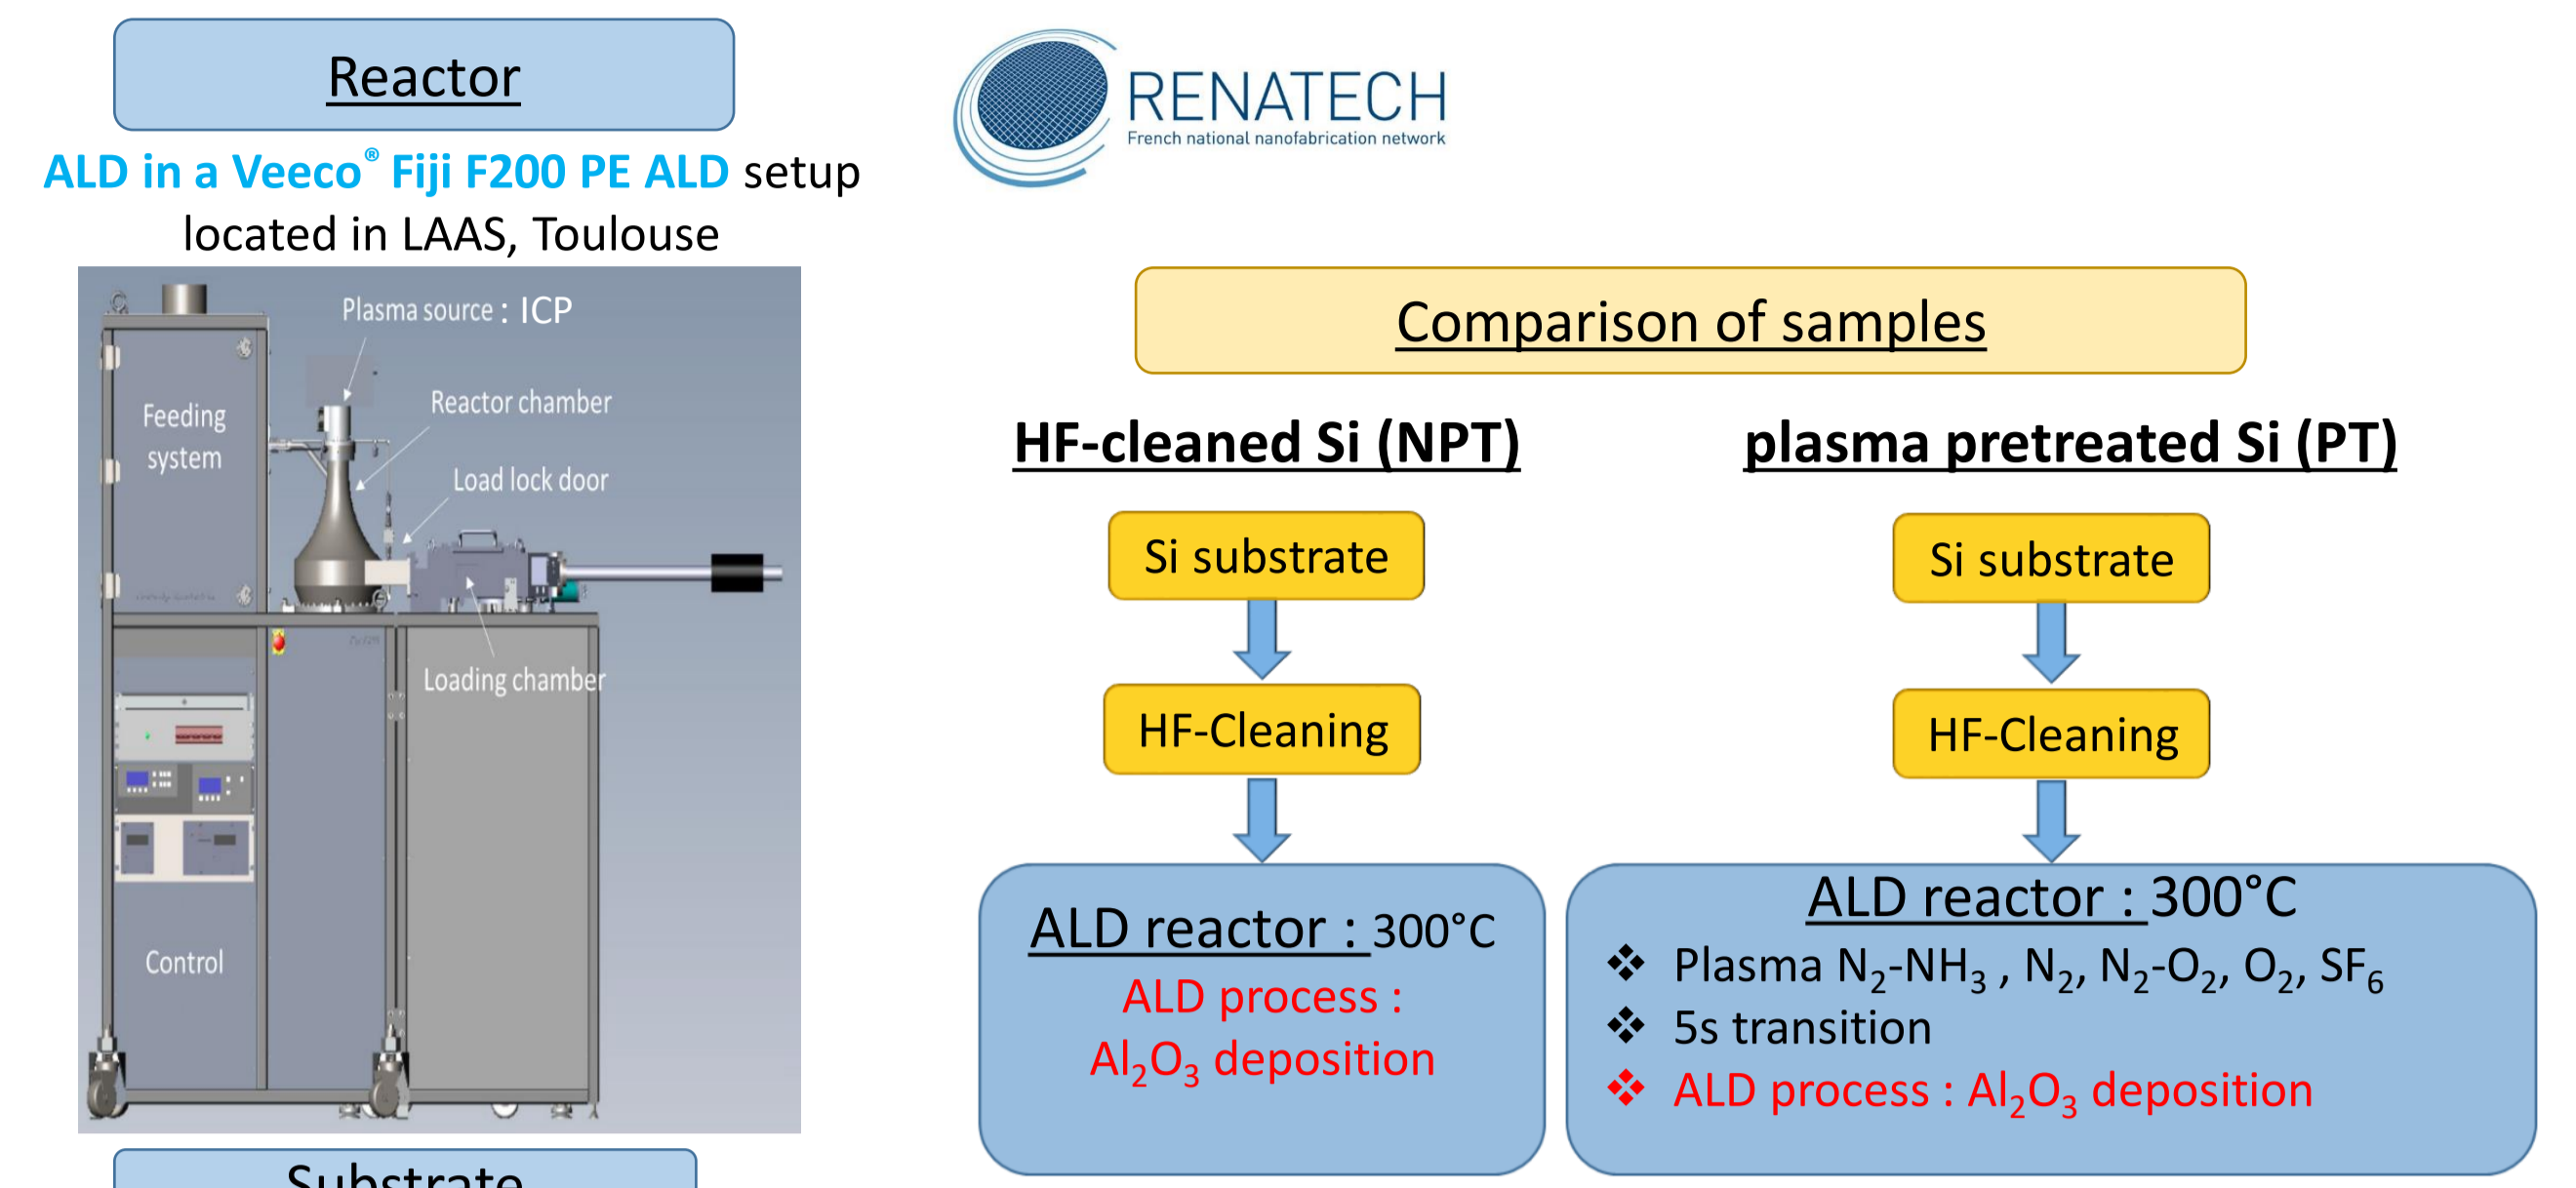 Reactor
ALD in a Veeco® Fiji F200 PE ALD setup
located in LAAS, Toulouse
Plasma source : ICP
Reactor chamber
Feeding
system
Load lock door
Loading chamber
Control
Substrate
RENATECH
French national nanofabrication network
Comparison of samples
HF-cleaned Si (NPT)
Si substrate
HF-Cleaning
ALD reactor : 300°C
ALD process :
Al₂O₃ deposition
plasma pretreated Si (PT)
Si substrate
HF-Cleaning
ALD reactor : 300°C
❖ Plasma N₂-NH₃ , N₂, N₂-O₂, O₂, SF₆
❖ 5s transition
❖ ALD process : Al₂O₃ deposition